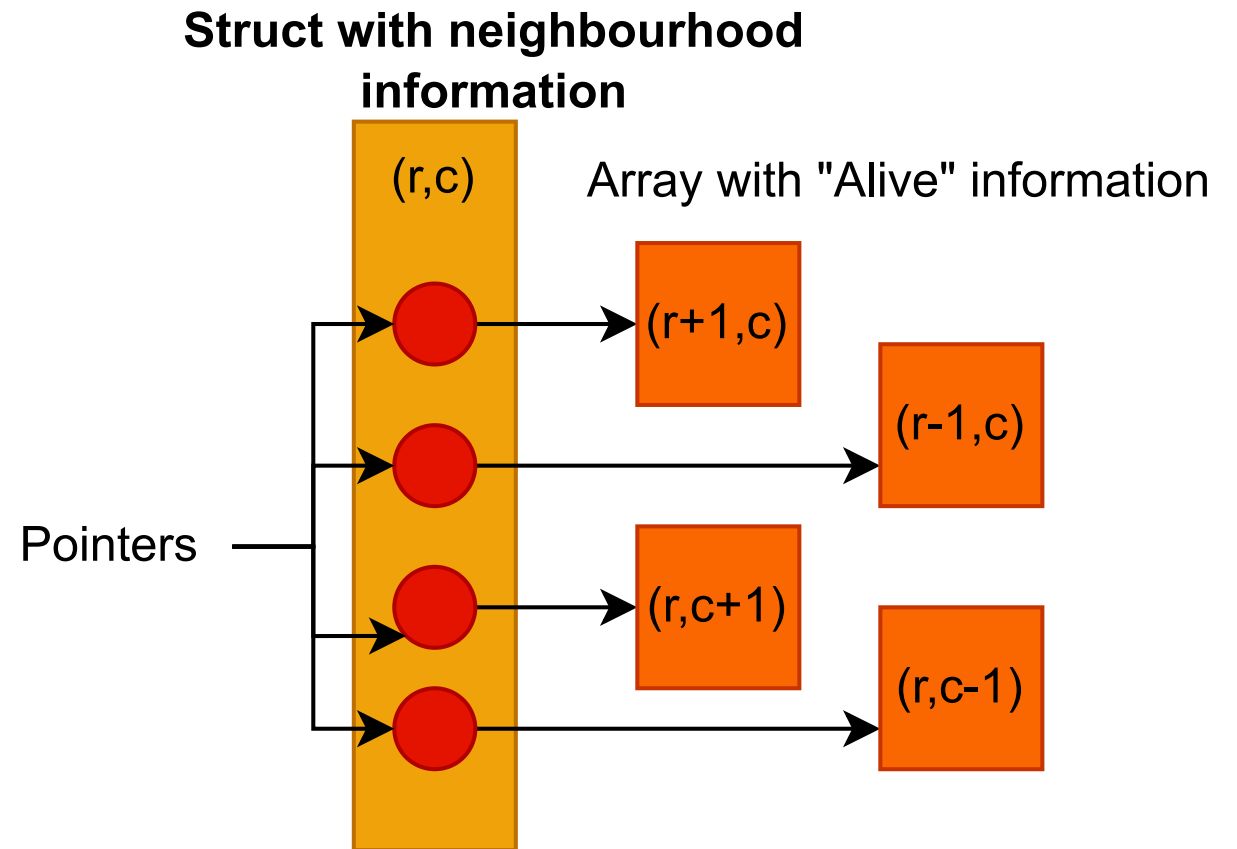 Struct with neighbourhood
information
(r,c)
Array with "Alive" information
(r+1,c)
(r-1,c)
Pointers
(r,c+1)
(r,c-1)